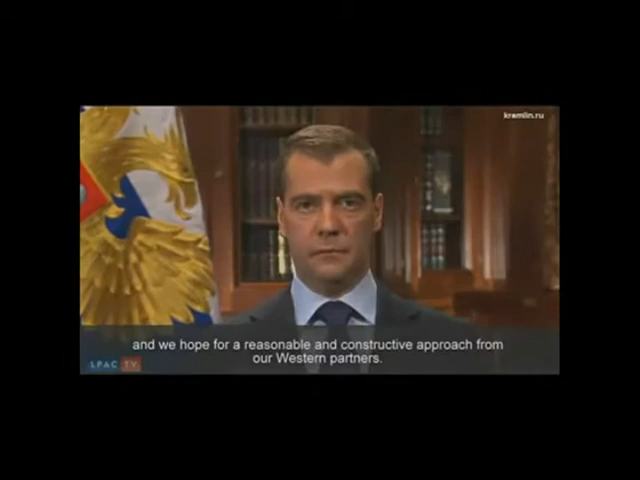 kremlin.ru
and we hope for a reasonable and constructive approach from
our Western partners.
LPAC TV